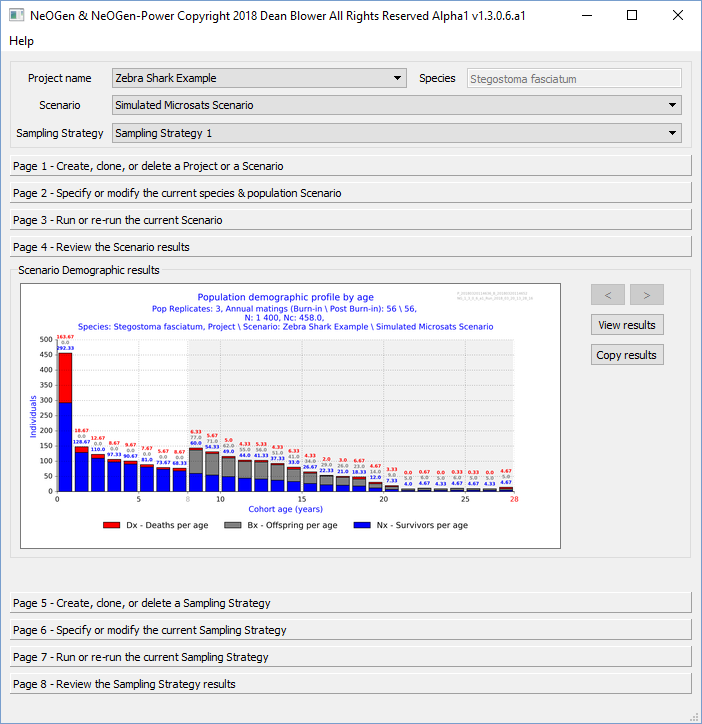 NeOGen & NeOGen-Power Copyright 2018 Dean Blower All Rights Reserved Alpha1 v1.3.0.6.a1
Help
Project name Zebra Shark Example Species Stegostoma fasciatum
Scenario Simulated Microsats Scenario
Sampling Strategy Sampling Strategy 1
Page 1 - Create, clone, or delete a Project or a Scenario
Page 2 - Specify or modify the current species & population Scenario
Page 3 - Run or re-run the current Scenario
Page 4 - Review the Scenario results
Scenario Demographic results
< >
View results
Copy results
Population demographic profile by age
Pop Replicates: 3, Annual matings (Burn-in \ Post Burn-in): 56 \ 56,
N: 1 400, Nc: 458.0,
Species: Stegostoma fasciatum, Project \ Scenario: Zebra Shark Example \ Simulated Microsats Scenario
Individuals
500
450
400
350
300
250
200
150
100
50
0
163.67 18.67 12.67 8.67 9.67 7.67 5.67 8.67 6.33 5.67 5.0 4.33 4.33 4.33 4.33 4.33 2.0 3.0 6.67 4.67 3.33 0.0 0.67 0.0 0.33 0.33 0.0 4.67
0.0 0.0 0.0 0.0 0.0 0.0 0.0 0.0 77.0 71.0 62.0 55.0 56.0 51.0 41.0 34.0 29.0 26.0 23.0 14.0 9.0 5.0 5.0 5.0 5.0 5.0 5.0 5.0
292.33 128.67 110.0 97.33 90.67 81.0 73.67 68.33 60.0 54.33 49.0 44.0 41.33 37.33 33.0 26.67 22.33 21.0 18.33 12.0 7.33 4.0 4.67 4.33 4.67 4.67 4.33 4.67
0 5 8 10 15 20 25 28
Cohort age (years)
Dx - Deaths per age Bx - Offspring per age Nx - Survivors per age
Page 5 - Create, clone, or delete a Sampling Strategy
Page 6 - Specify or modify the current Sampling Strategy
Page 7 - Run or re-run the current Sampling Strategy
Page 8 - Review the Sampling Strategy results